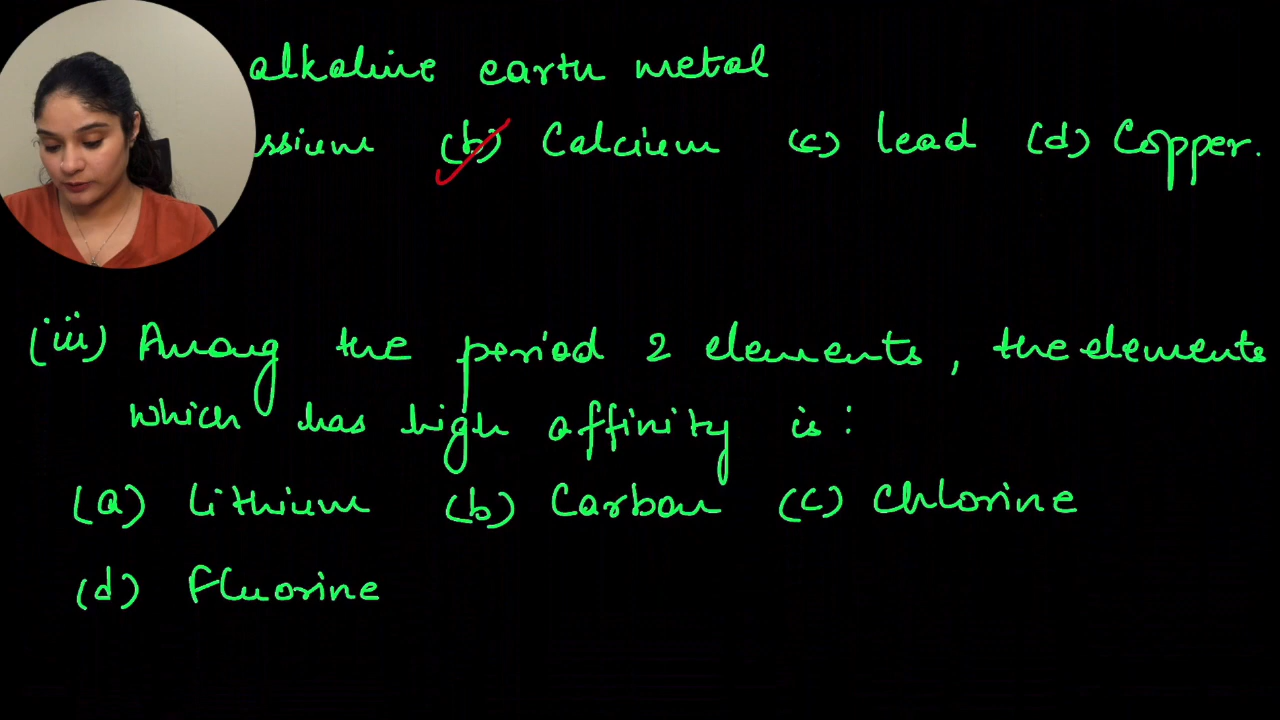 alkaline earth metal
ssium (b) Calcium (c) lead (d) Copper.
(iii) Among the period 2 elements, the elements
which has high affinity is:
(a) Lithium (b) Carbon (c) Chlorine
(d) Fluorine